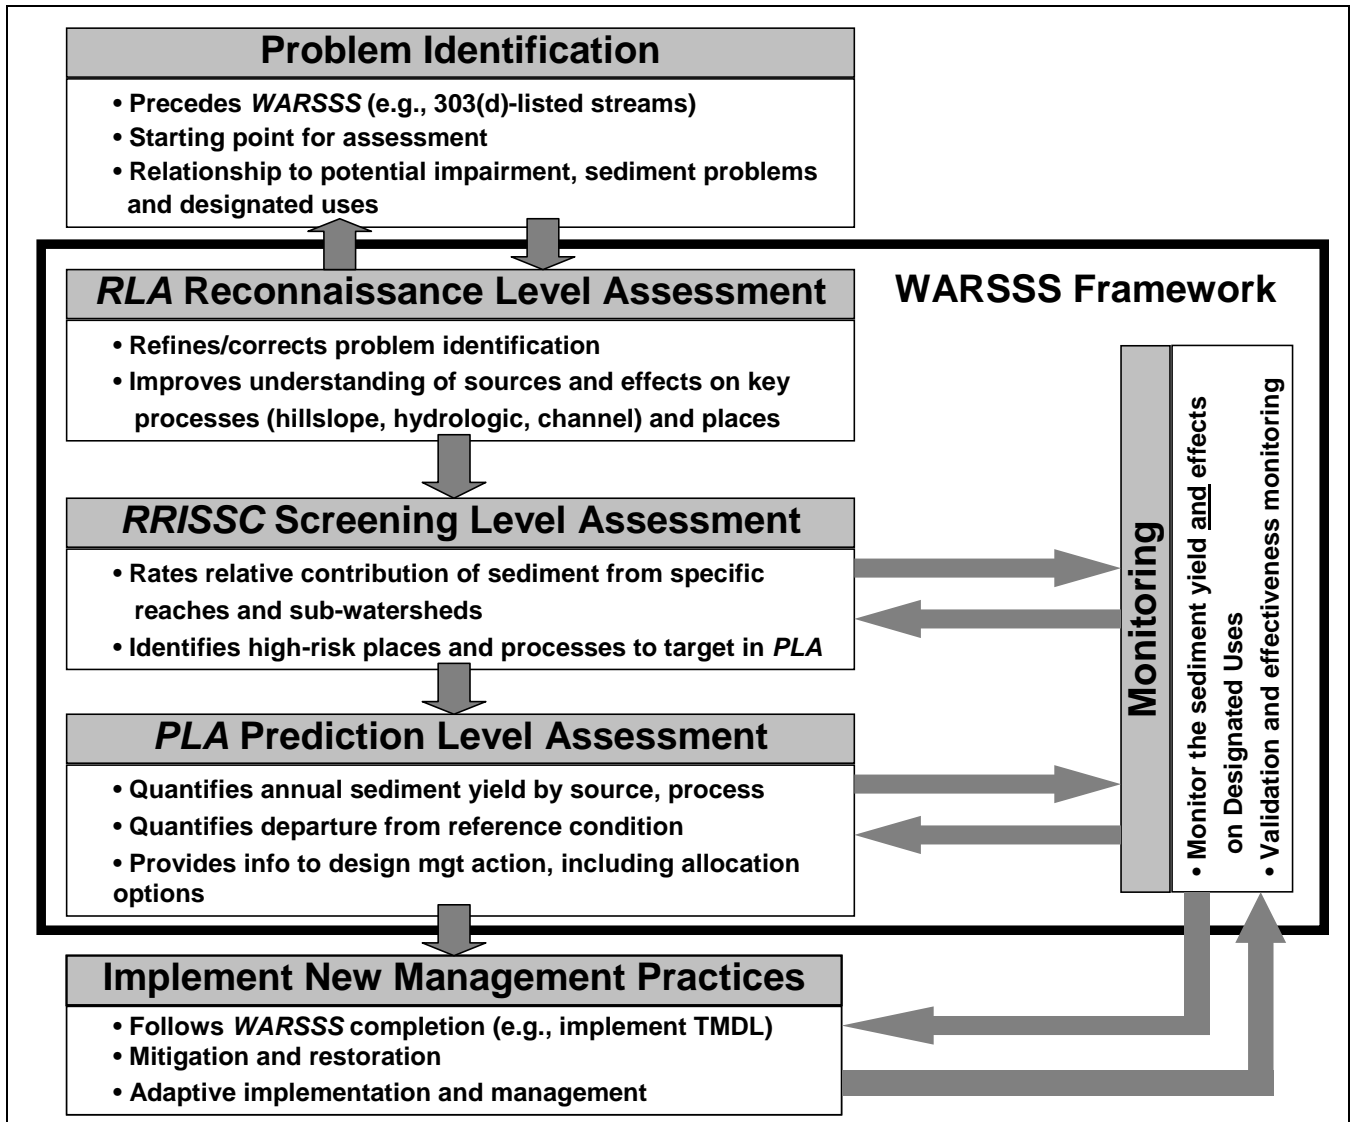 Problem Identification
• Precedes WARSSS (e.g., 303(d)-listed streams)
• Starting point for assessment
• Relationship to potential impairment, sediment problems
and designated uses
WARSSS Framework
RLA Reconnaissance Level Assessment
• Refines/corrects problem identification
• Improves understanding of sources and effects on key
processes (hillslope, hydrologic, channel) and places
RRISSC Screening Level Assessment
• Rates relative contribution of sediment from specific
reaches and sub-watersheds
• Identifies high-risk places and processes to target in PLA
PLA Prediction Level Assessment
• Quantifies annual sediment yield by source, process
• Quantifies departure from reference condition
• Provides info to design mgt action, including allocation
options
Monitoring
• Monitor the sediment yield and effects
on Designated Uses
• Validation and effectiveness monitoring
Implement New Management Practices
• Follows WARSSS completion (e.g., implement TMDL)
• Mitigation and restoration
• Adaptive implementation and management